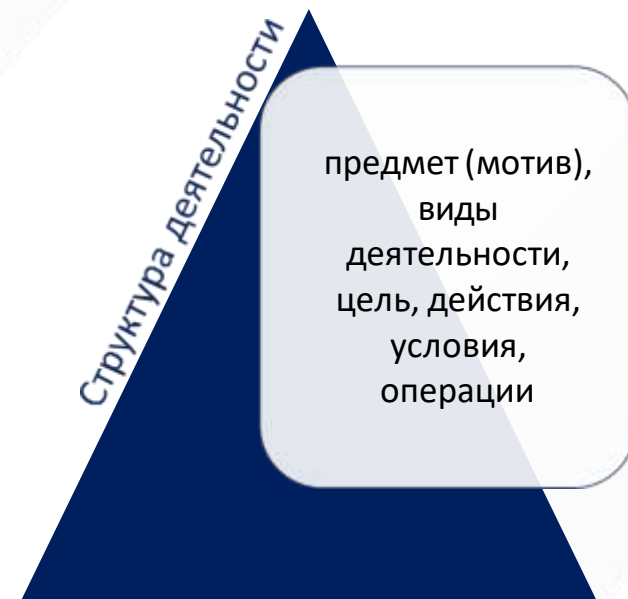 Структура деятельности
предмет (мотив),
виды
деятельности,
цель, действия,
условия,
операции